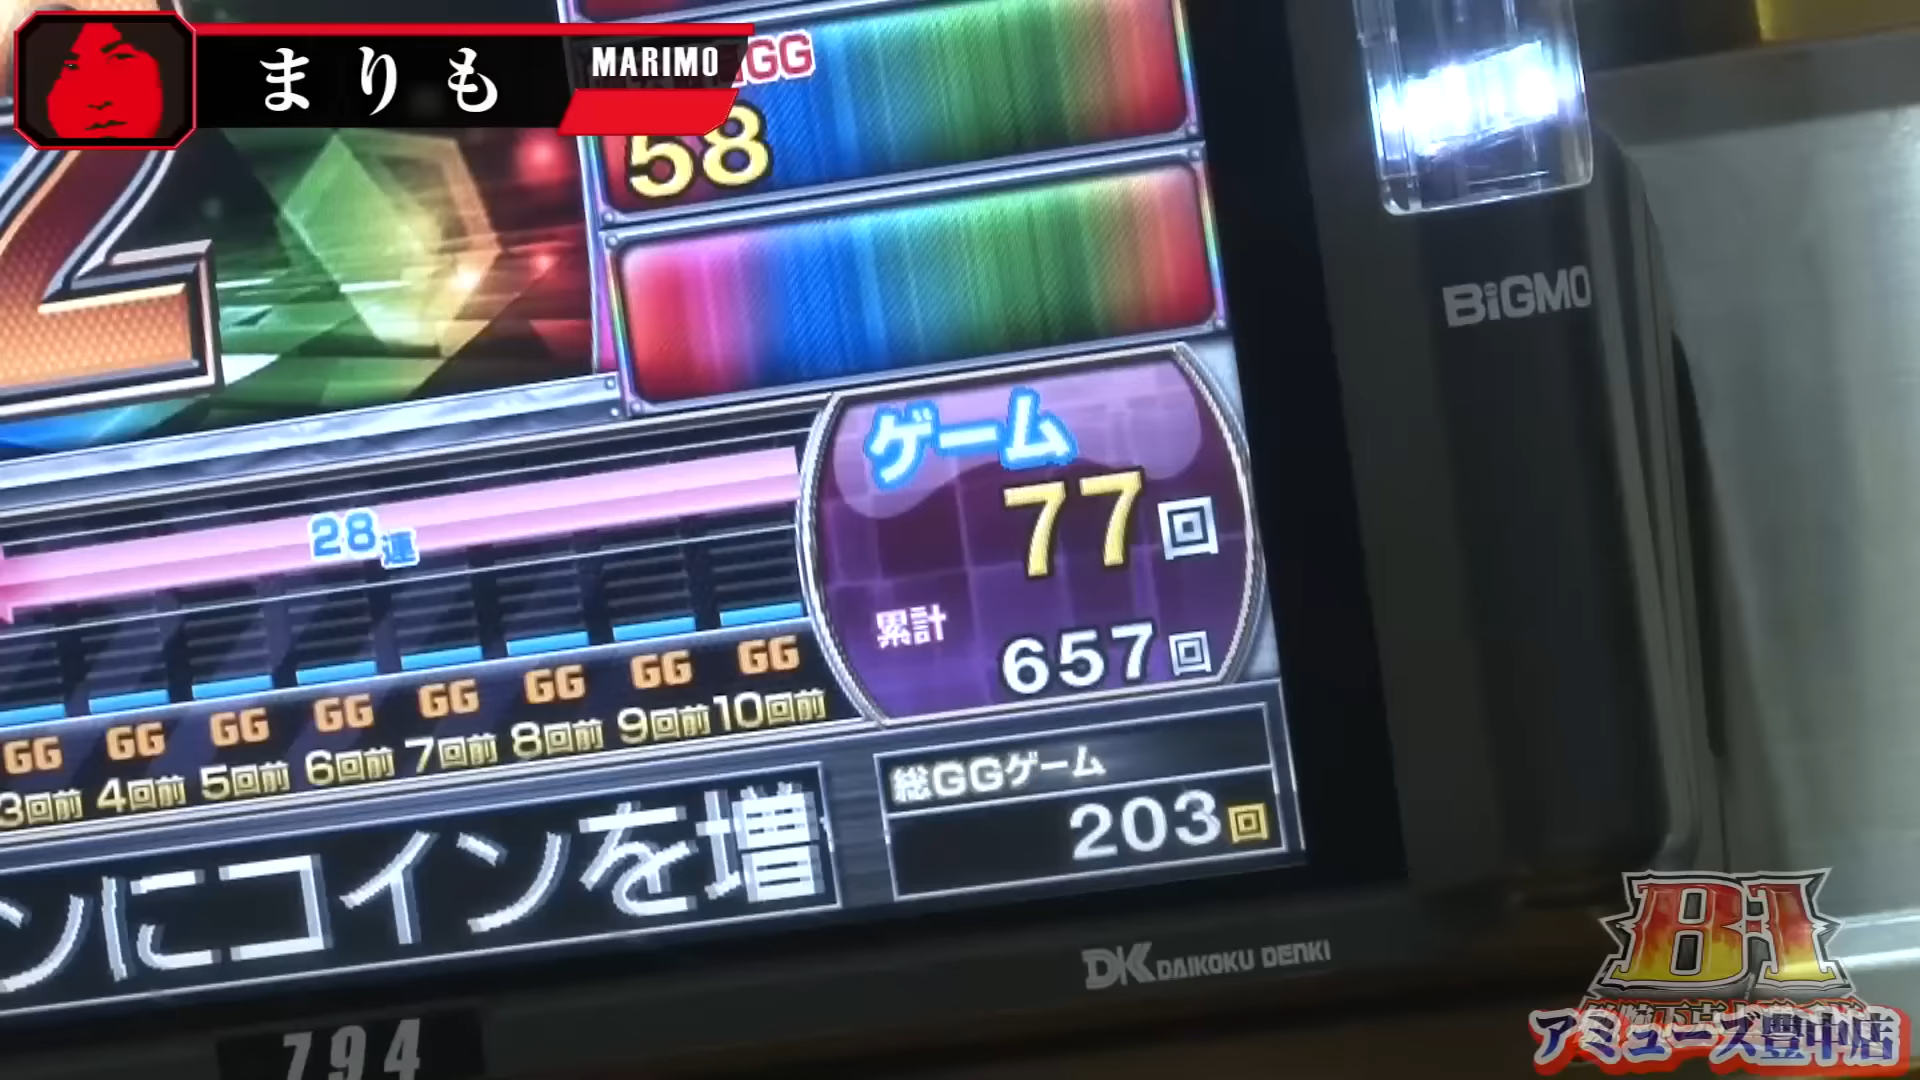 まりも
MARIMO
GG
58
28連
ゲーム
77回
累計
657回
GG GG GG GG GG GG GG GG
3回前 4回前 5回前 6回前 7回前 8回前 9回前 10回前
総GGゲーム
203回
ンにコインを増
BiGMO
DK DAIKOKU DENKI
794
B1
アミューズ豊中店